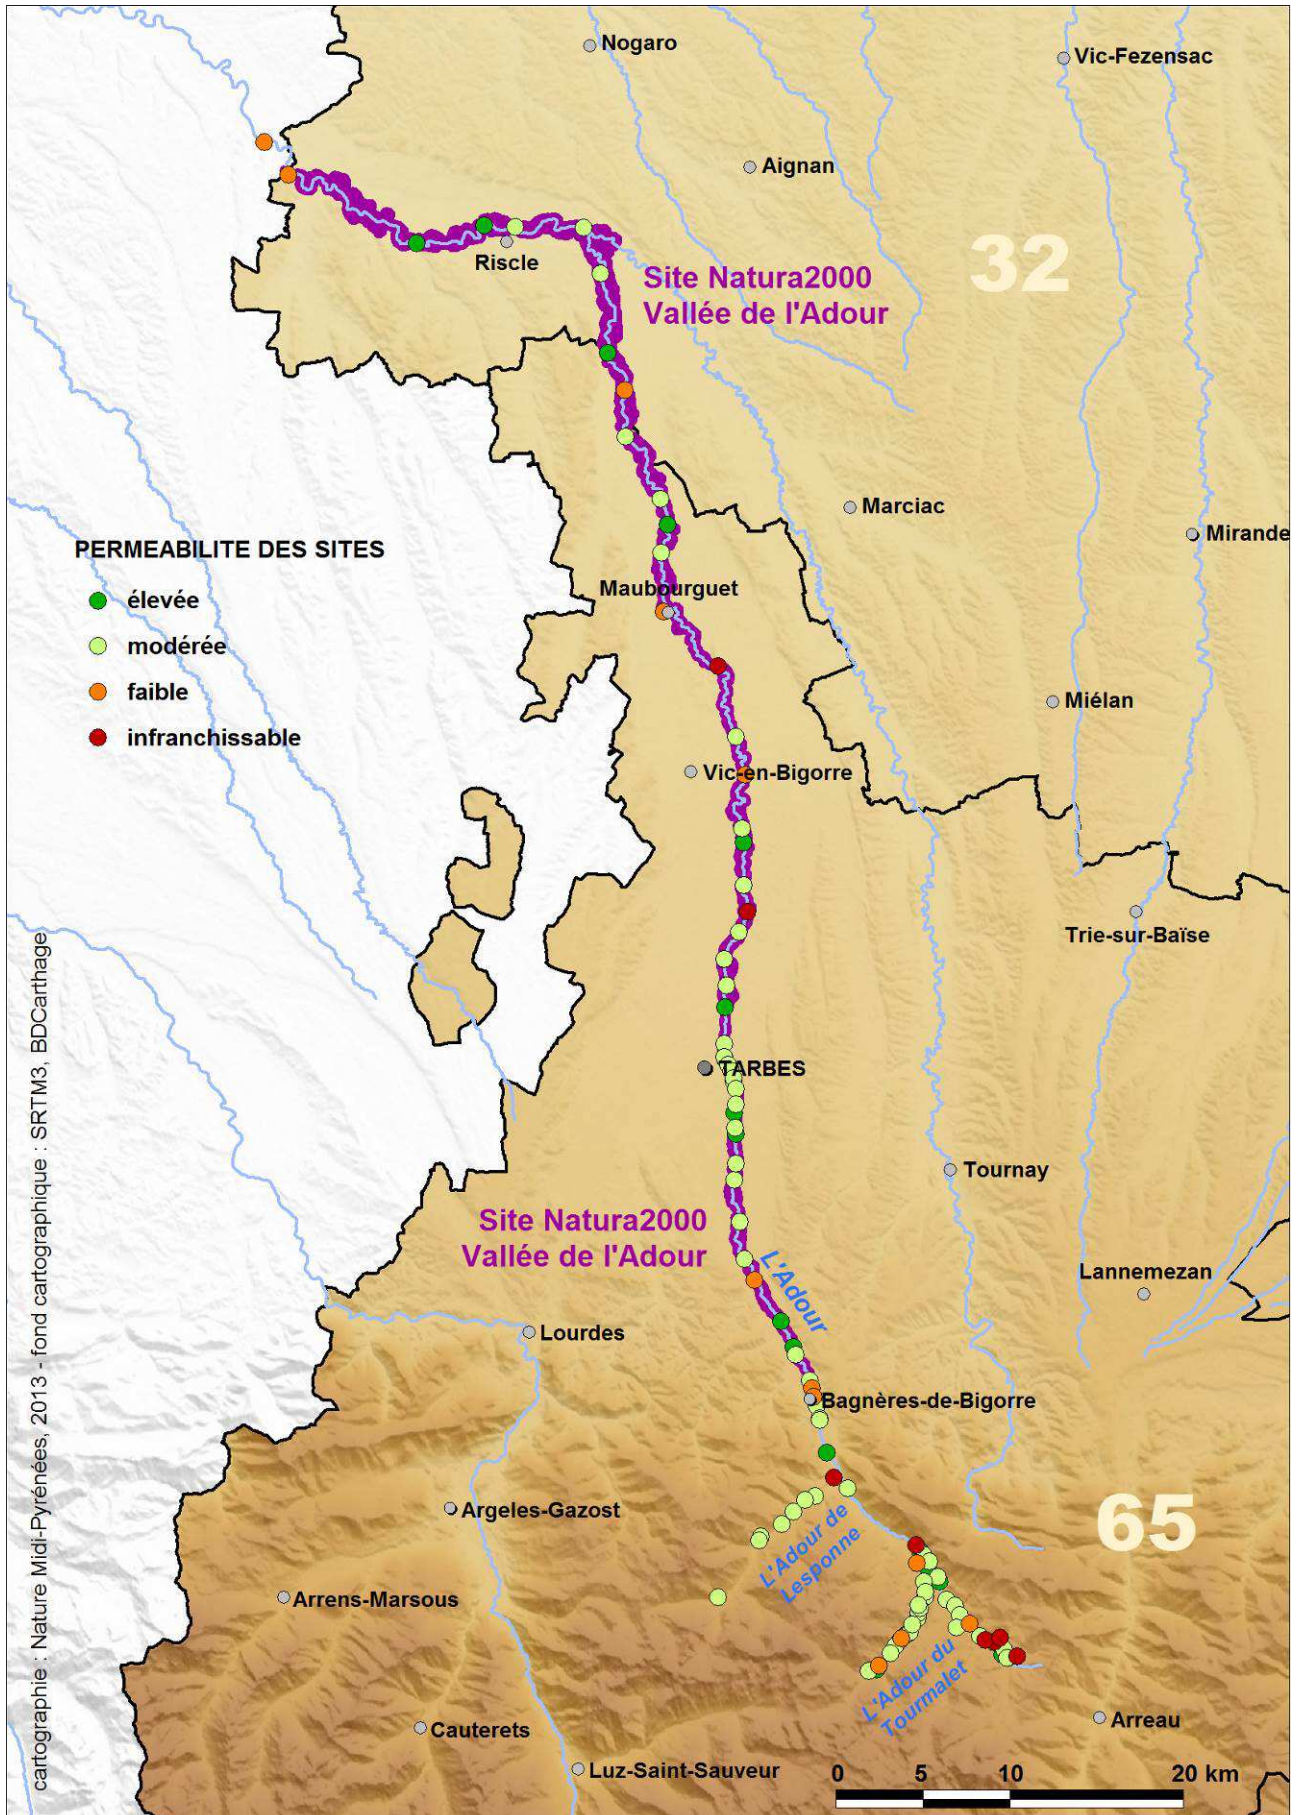 Nogaro
Vic-Fezensac
Aignan
32
Riscle
Site Natura2000
Vallée de l'Adour
Marciac
Mirande
PERMEABILITE DES SITES
élevée
modérée
faible
infranchissable
Maubourguet
Miélan
Vic-en-Bigorre
Trie-sur-Baïse
TARBES
Tournay
Site Natura2000
Vallée de l'Adour
L'Adour
Lannemezan
Lourdes
Bagnères-de-Bigorre
Argeles-Gazost
65
L'Adour de
Lesponne
Arrens-Marsous
L'Adour du
Tourmalet
Arreau
Cauterets
Luz-Saint-Sauveur
0 5 10 20 km
cartographie : Nature Midi-Pyrénées, 2013 - fond cartographique : SRTM3, BDCarthage